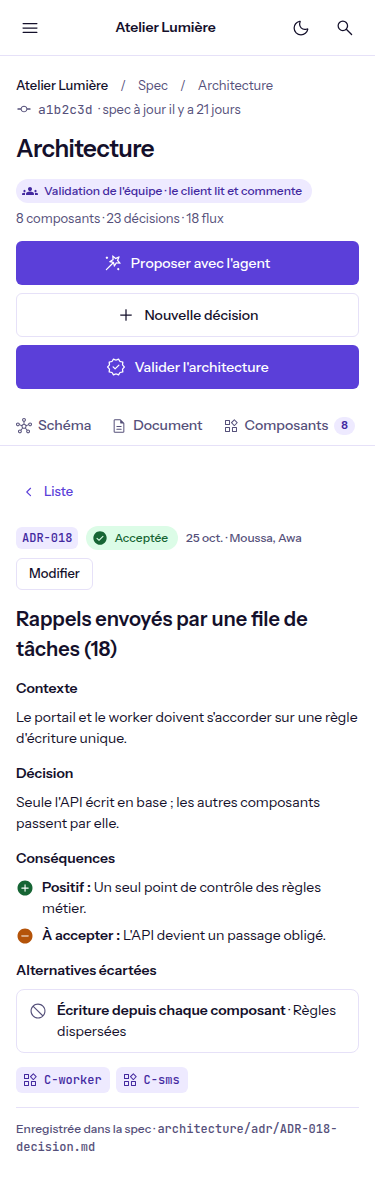 Atelier Lumière
Atelier Lumière / Spec / Architecture
a1b2c3d · spec à jour il y a 21 jours
Architecture
Validation de l'équipe · le client lit et commente
8 composants · 23 décisions · 18 flux
Proposer avec l'agent
Nouvelle décision
Valider l'architecture
Schéma Document Composants 8
Liste
ADR-018 Acceptée 25 oct. · Moussa, Awa
Modifier
Rappels envoyés par une file de
tâches (18)
Contexte
Le portail et le worker doivent s'accorder sur une règle
d'écriture unique.
Décision
Seule l'API écrit en base ; les autres composants
passent par elle.
Conséquences
Positif : Un seul point de contrôle des règles
métier.
À accepter : L'API devient un passage obligé.
Alternatives écartées
Écriture depuis chaque composant · Règles
dispersées
C-worker C-sms
Enregistrée dans la spec · architecture/adr/ADR-018-
decision.md